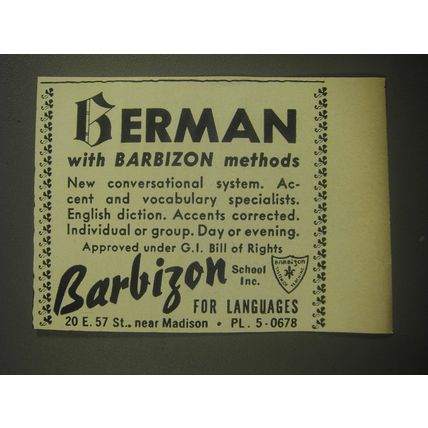 GERMAN
with BARBIZON methods
New conversational system. Ac-
cent and vocabulary specialists.
English diction. Accents corrected.
Individual or group. Day or evening.
Approved under G.I. Bill of Rights
Barbizon School Inc.
BARBIZON
FOR LANGUAGES
20 E. 57 St., near Madison • PL. 5-0678